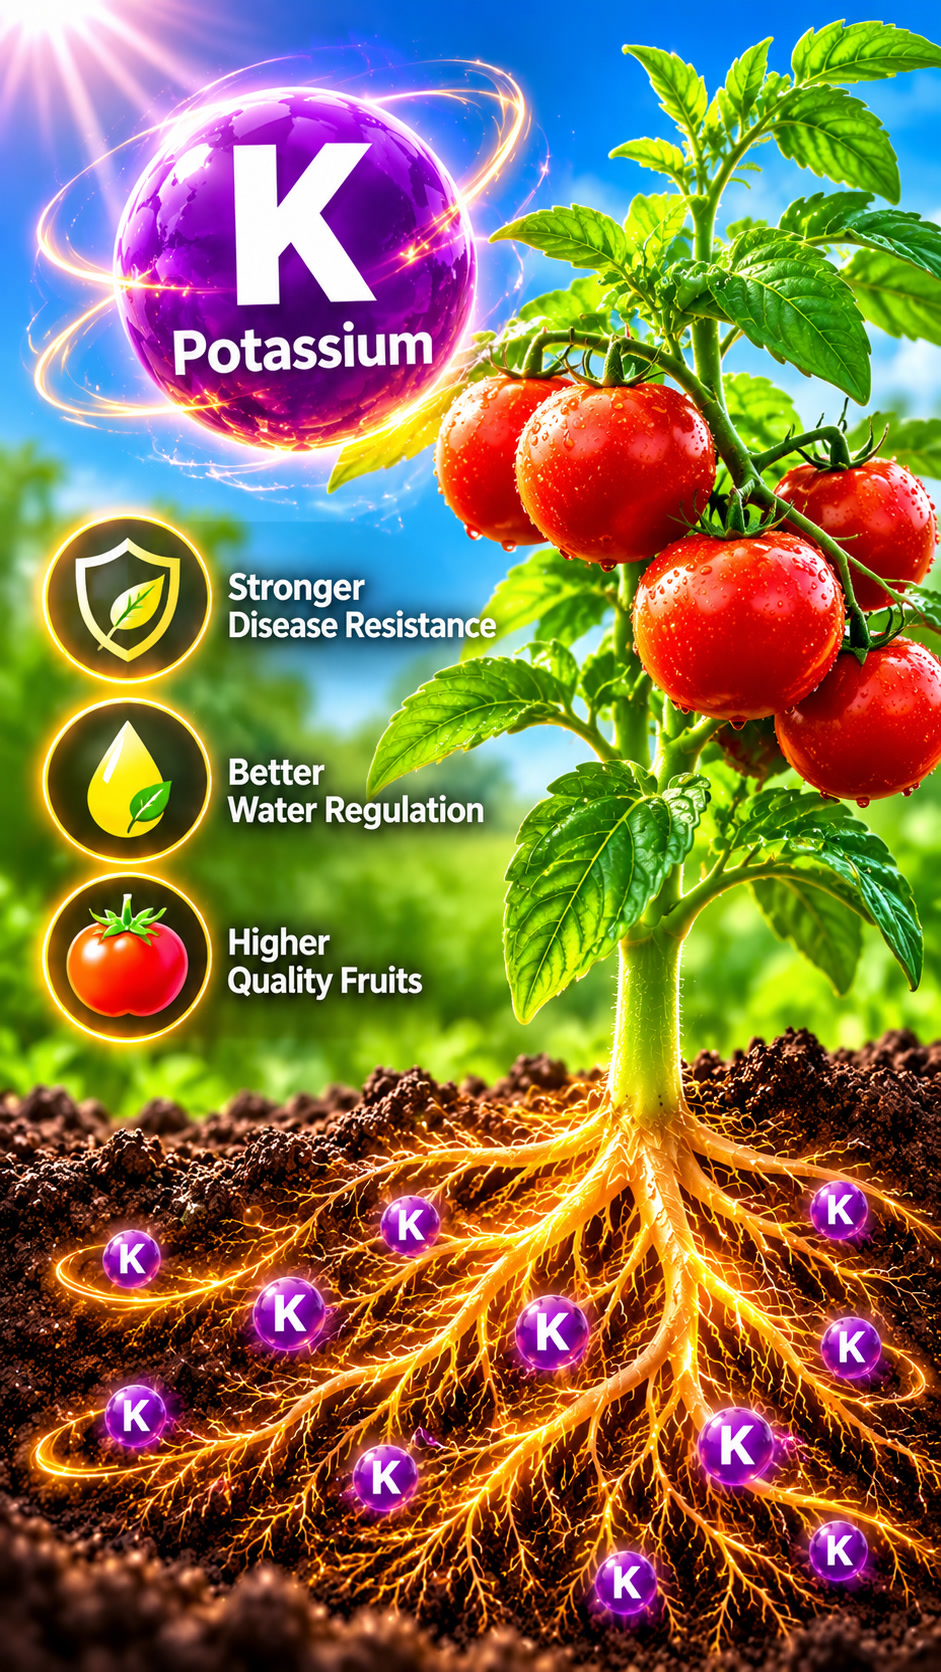 K
Potassium
Stronger
Disease Resistance
Better
Water Regulation
Higher
Quality Fruits
K
K
K
K
K
K
K
K
K
K
K